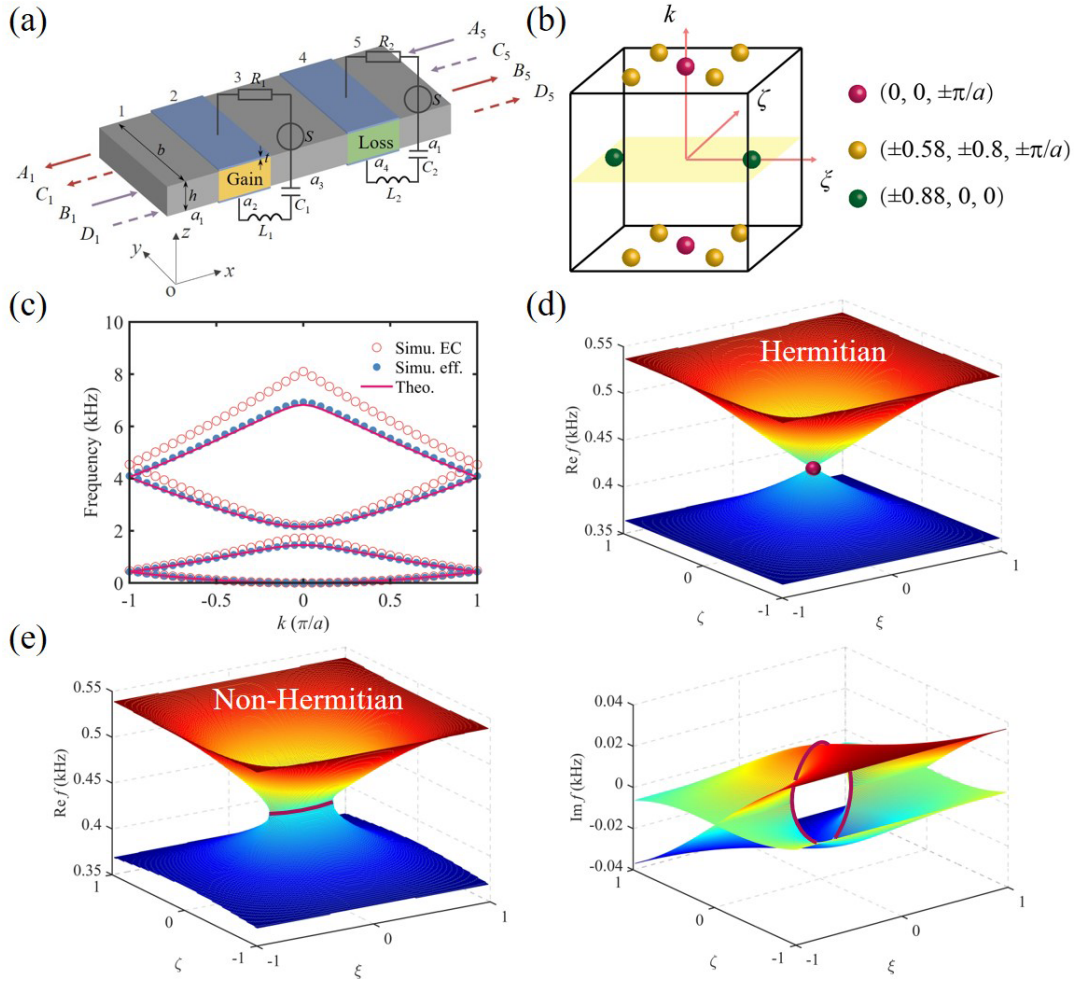 (a)
A₁
C₁
B₁
D₁
1
2
3
4
5
R₁
R₂
A₅
C₅
B₅
D₅
S
S
b
h
t
Gain
Loss
a₁
a₂
a₃
a₄
a₁
C₁
L₁
C₂
L₂
z
y
x
o
(b)
k
ζ
ξ
(0, 0, ±π/a)
(±0.58, ±0.8, ±π/a)
(±0.88, 0, 0)
(c)
10
8
6
4
2
0
Frequency (kHz)
Simu. EC
Simu. eff.
Theo.
-1
-0.5
0
0.5
1
k (π/a)
(d)
Hermitian
Re f (kHz)
0.55
0.5
0.45
0.4
0.35
1
0
-1
ζ
-1
0
1
ξ
(e)
Non-Hermitian
Re f (kHz)
0.55
0.5
0.45
0.4
0.35
1
0
-1
ζ
-1
0
1
ξ
Im f (kHz)
0.04
0.02
0
-0.02
-0.04
1
0
-1
ζ
-1
0
1
ξ